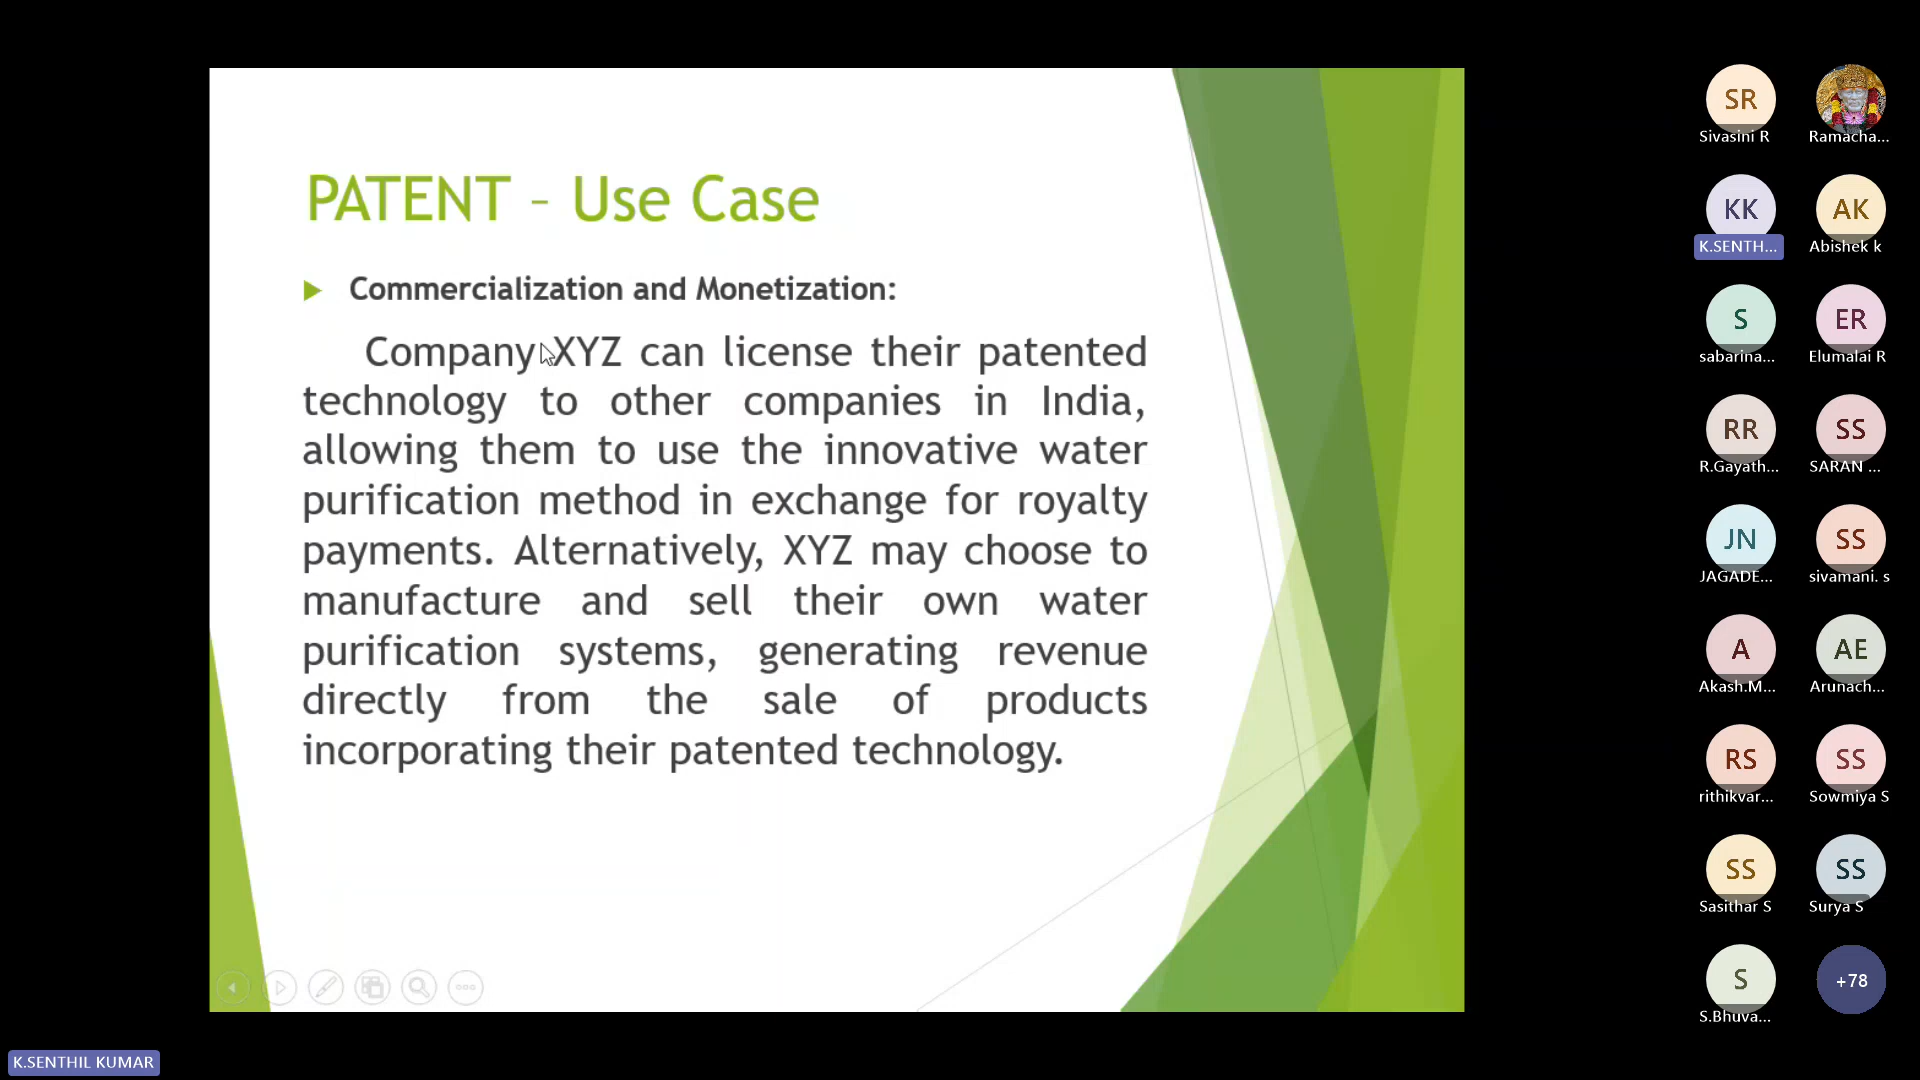 PATENT – Use Case
Commercialization and Monetization:
Company XYZ can license their patented
technology to other companies in India,
allowing them to use the innovative water
purification method in exchange for royalty
payments. Alternatively, XYZ may choose to
manufacture and sell their own water
purification systems, generating revenue
directly from the sale of products
incorporating their patented technology.
SR
Sivasini R
Ramacha...
KK
K.SENTH...
AK
Abishek k
S
sabarina...
ER
Elumalai R
RR
R.Gayath...
SS
SARAN ...
JN
JAGADE...
SS
sivamani. s
A
Akash.M...
AE
Arunach...
RS
rithikvar...
SS
Sowmiya S
SS
Sasithar S
SS
Surya S
S
S.Bhuva...
+78
K.SENTHIL KUMAR